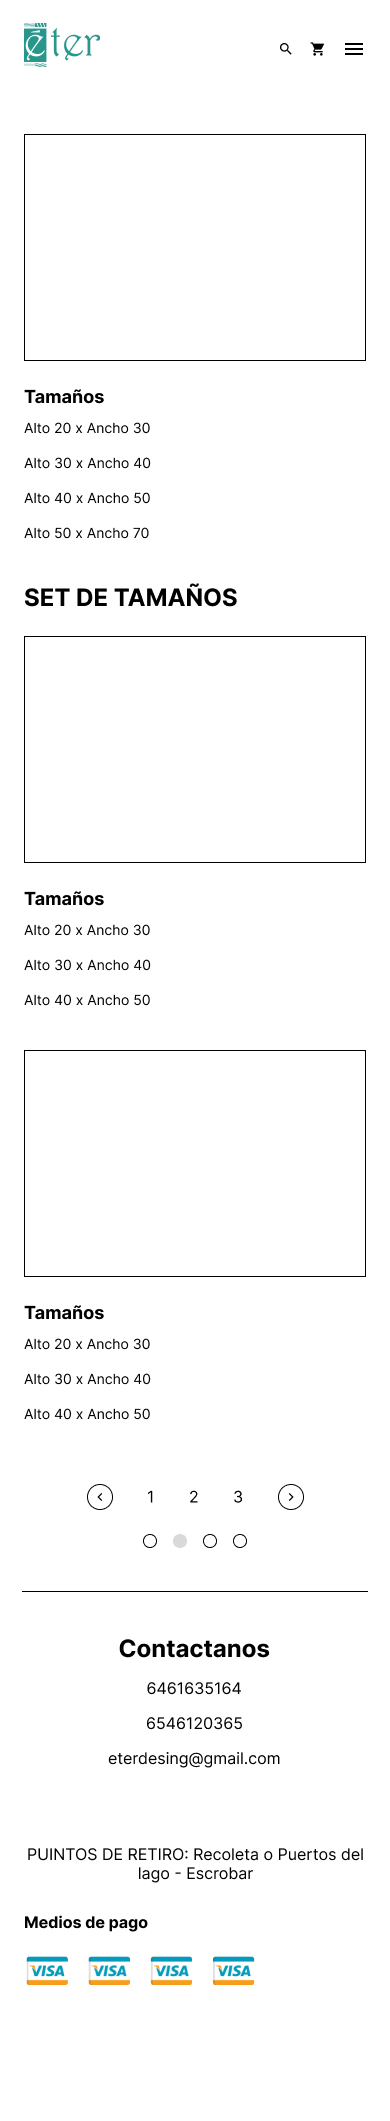 éter
Tamaños
Alto 20 x Ancho 30
Alto 30 x Ancho 40
Alto 40 x Ancho 50
Alto 50 x Ancho 70
SET DE TAMAÑOS
Tamaños
Alto 20 x Ancho 30
Alto 30 x Ancho 40
Alto 40 x Ancho 50
Tamaños
Alto 20 x Ancho 30
Alto 30 x Ancho 40
Alto 40 x Ancho 50
1 2 3
Contactanos
6461635164
6546120365
eterdesing@gmail.com
PUINTOS DE RETIRO: Recoleta o Puertos del
lago - Escobar
Medios de pago
VISA VISA VISA VISA